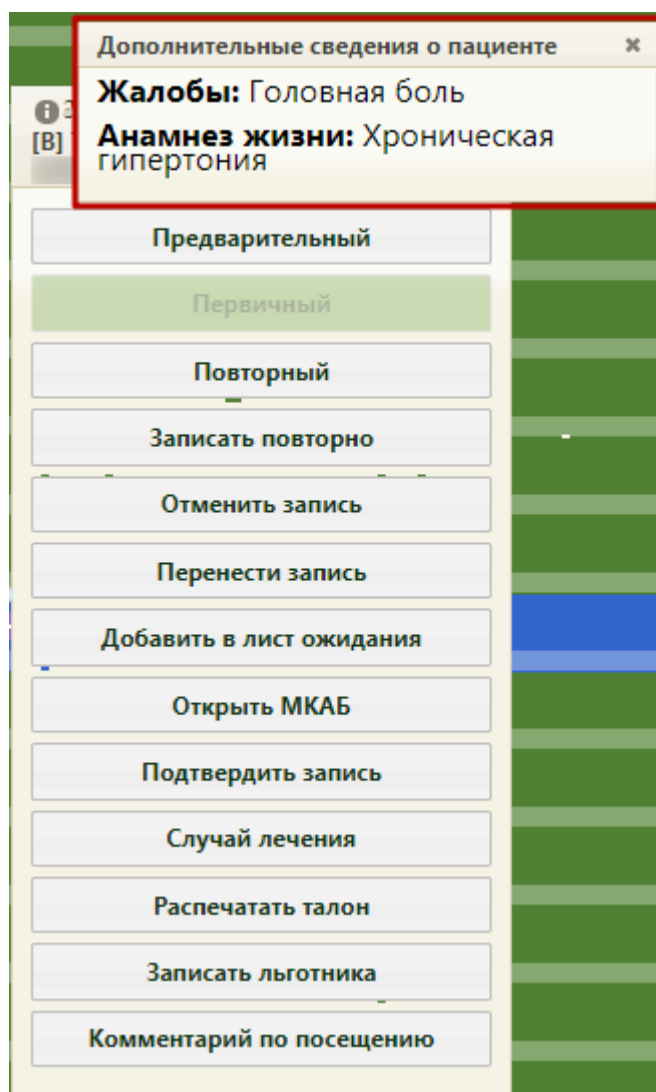 Дополнительные сведения о пациенте
Жалобы: Головная боль
[В]
Анамнез жизни: Хроническая
гипертония
Предварительный
Первичный
Повторный
Записать повторно
Отменить запись
Перенести запись
Добавить в лист ожидания
Открыть МКАБ
Подтвердить запись
Случай лечения
Распечатать талон
Записать льготника
Комментарий по посещению